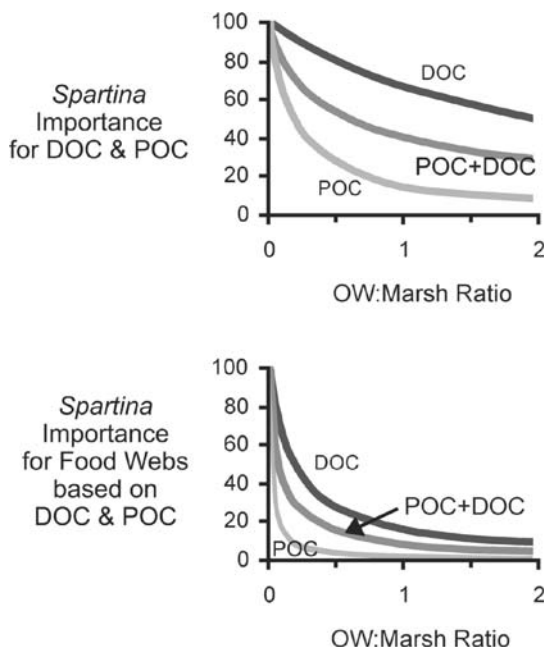 100
80
60
40
20
0
Spartina
Importance
for DOC & POC
DOC
POC+DOC
POC
0
1
2
OW:Marsh Ratio
100
80
60
40
20
0
Spartina
Importance
for Food Webs
based on
DOC & POC
DOC
POC+DOC
POC
0
1
2
OW:Marsh Ratio